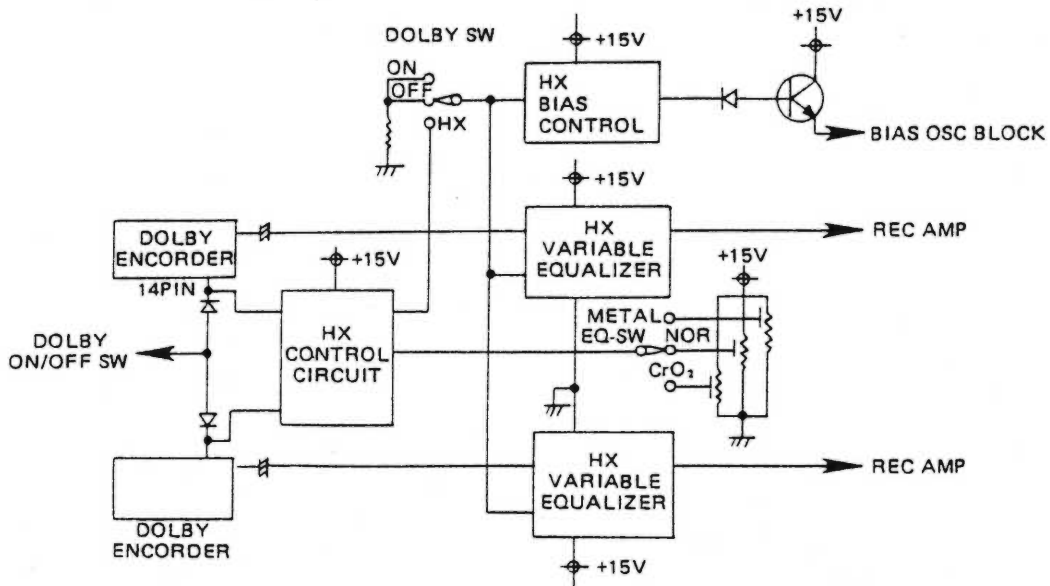 DOLBY SW
ON
OFF
HX
+15V
HX
BIAS
CONTROL
+15V
BIAS OSC BLOCK
+15V
HX
VARIABLE
EQUALIZER
REC AMP
DOLBY
ENCORDER
14PIN
+15V
HX
CONTROL
CIRCUIT
DOLBY
ON/OFF SW
METAL
EQ-SW NOR
CrO₂
+15V
HX
VARIABLE
EQUALIZER
REC AMP
+15V
DOLBY
ENCORDER